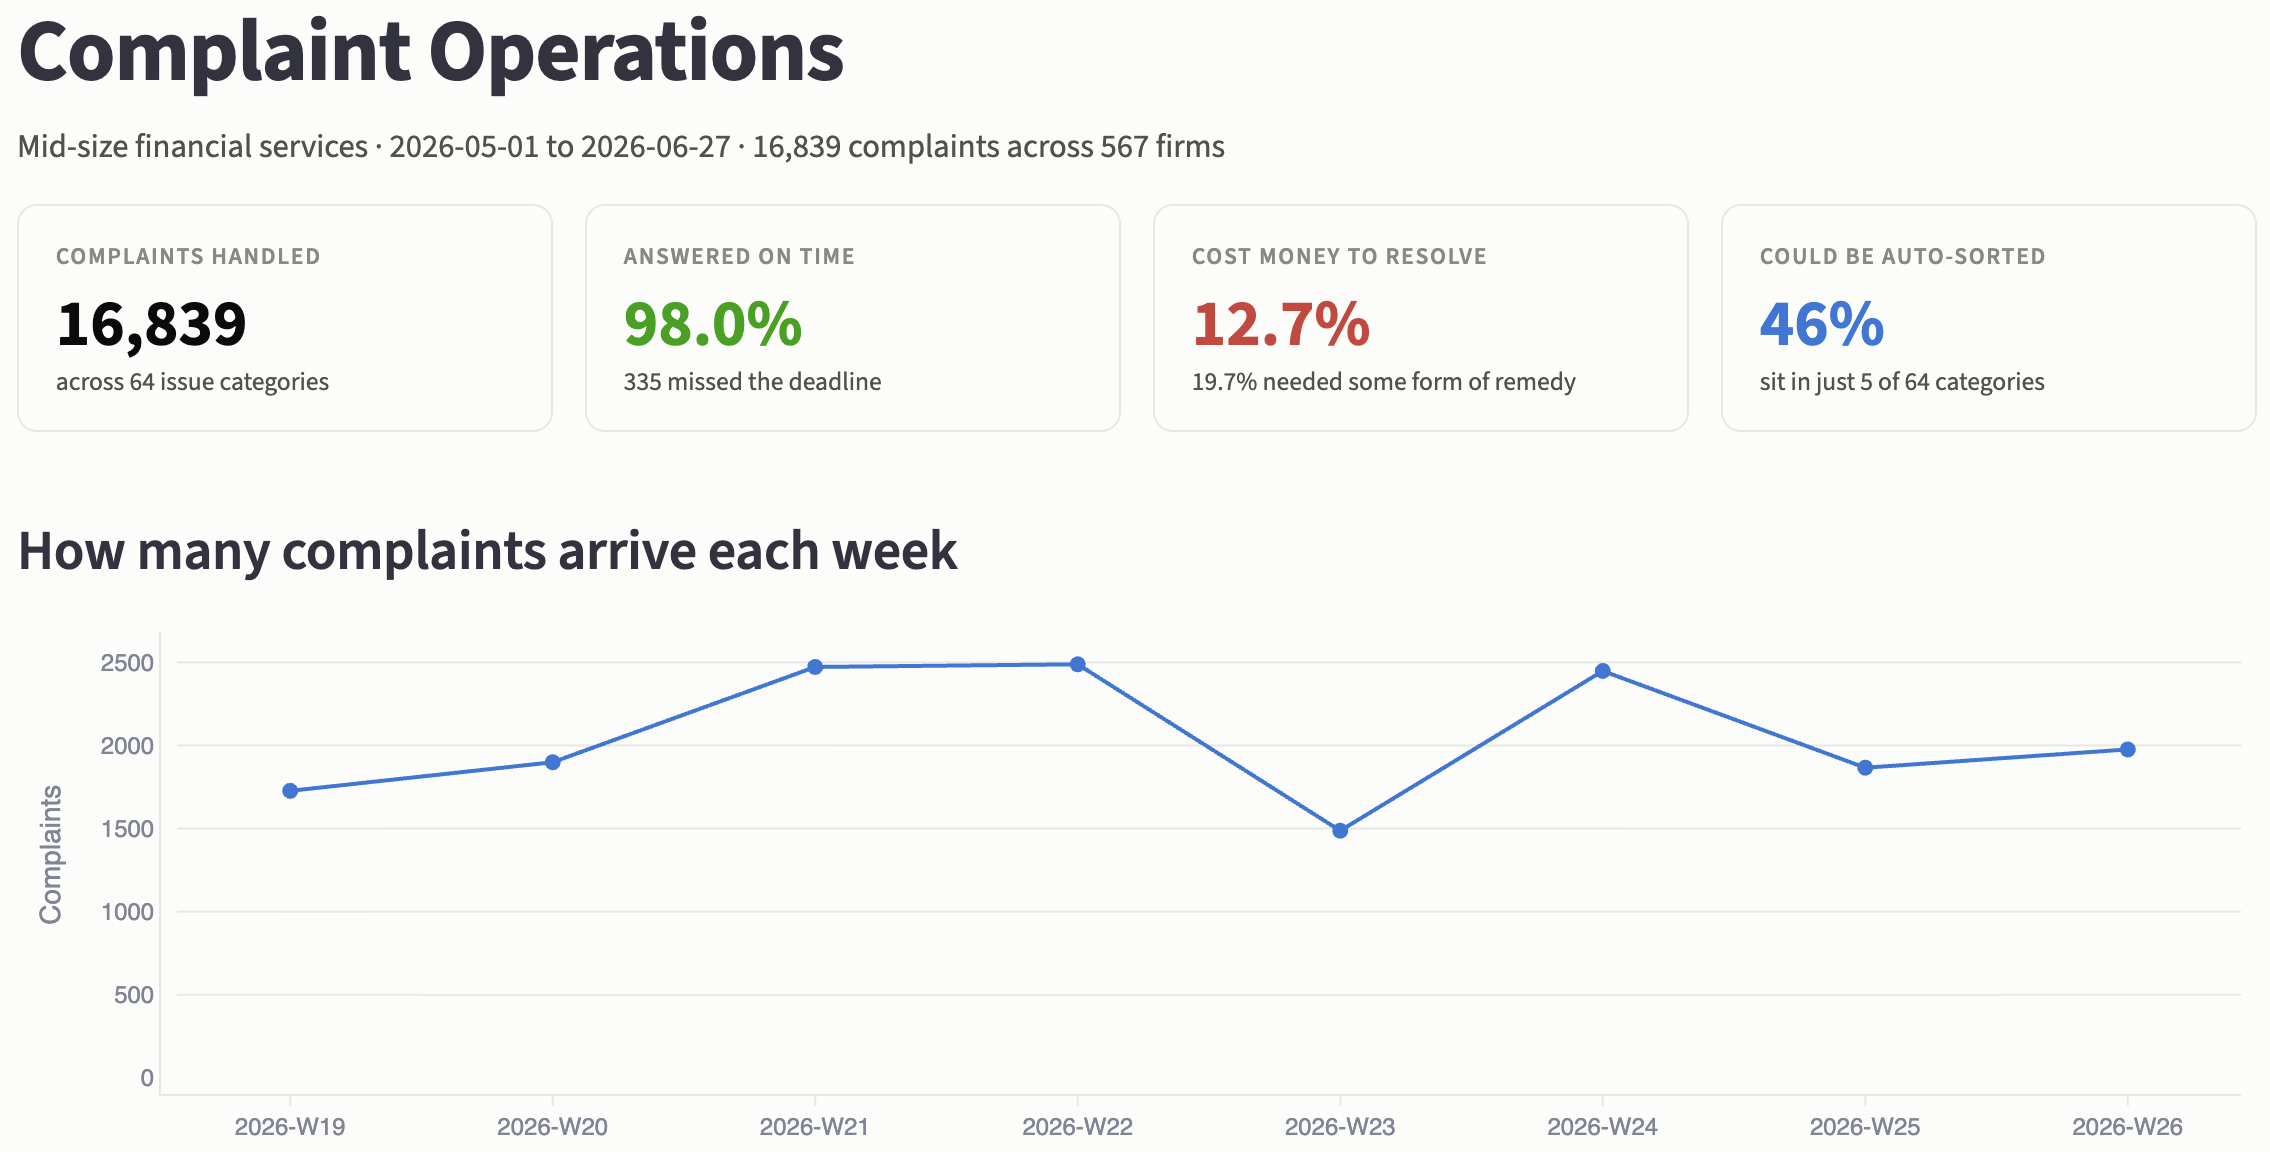 Complaint Operations
Mid-size financial services · 2026-05-01 to 2026-06-27 · 16,839 complaints across 567 firms
COMPLAINTS HANDLED
16,839
across 64 issue categories
ANSWERED ON TIME
98.0%
335 missed the deadline
COST MONEY TO RESOLVE
12.7%
19.7% needed some form of remedy
COULD BE AUTO-SORTED
46%
sit in just 5 of 64 categories
How many complaints arrive each week
Complaints
2500
2000
1500
1000
500
0
2026-W19 2026-W20 2026-W21 2026-W22 2026-W23 2026-W24 2026-W25 2026-W26